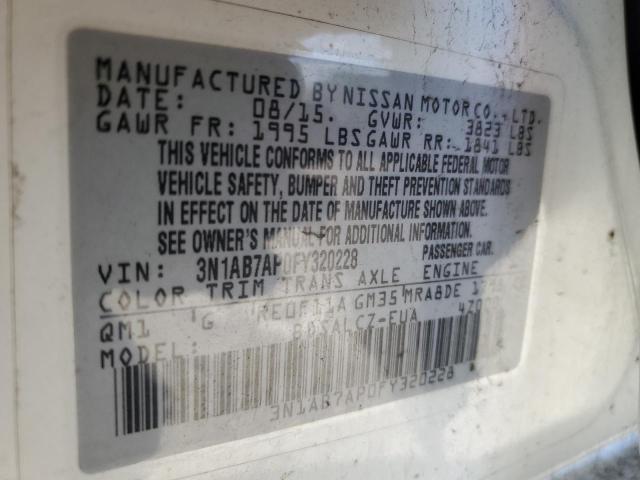 MANUFACTURED BY NISSAN MOTOR CO., LTD.
DATE: 08/15. GVWR: 3823 LBS
GAWR FR: 1995 LBS GAWR RR: 1841 LBS
THIS VEHICLE CONFORMS TO ALL APPLICABLE FEDERAL MOTOR
VEHICLE SAFETY, BUMPER AND THEFT PREVENTION STANDARDS
IN EFFECT ON THE DATE OF MANUFACTURE SHOWN ABOVE.
SEE OWNER'S MANUAL FOR ADDITIONAL INFORMATION.
PASSENGER CAR.
VIN: 3N1AB7AP0FY320228
COLOR TRIM TRANS AXLE ENGINE
QM1 G RE0F11A GM35 MRA8DE
MODEL: BDSALCZ-EUA
3N1AB7AP0FY320228